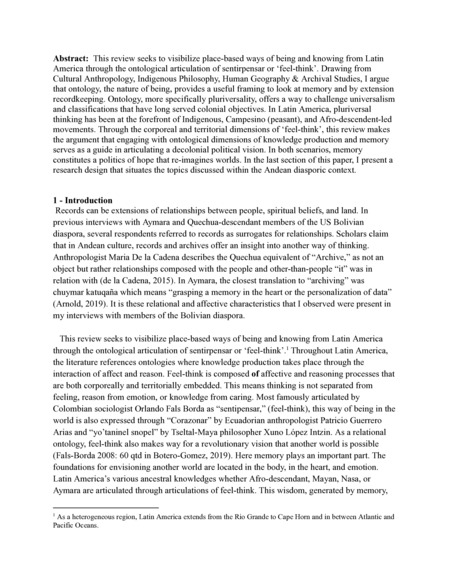 Abstract: This review seeks to visibilize place-based ways of being and knowing from Latin
America through the ontological articulation of sentirpensar or ‘feel-think’. Drawing from
Cultural Anthropology, Indigenous Philosophy, Human Geography & Archival Studies, I argue
that ontology, the nature of being, provides a useful framing to look at memory and by extension
recordkeeping. Ontology, more specifically pluriversality, offers a way to challenge universalism
and classifications that have long served colonial objectives. In Latin America, pluriversal
thinking has been at the forefront of Indigenous, Campesino (peasant), and Afro-descendent-led
movements. Through the corporeal and territorial dimensions of ‘feel-think’, this review makes
the argument that engaging with ontological dimensions of knowledge production and memory
serves as a guide in articulating a decolonial political vision. In both scenarios, memory
constitutes a politics of hope that re-imagines worlds. In the last section of this paper, I present a
research design that situates the topics discussed within the Andean diasporic context.
1 - Introduction
Records can be extensions of relationships between people, spiritual beliefs, and land. In
previous interviews with Aymara and Quechua-descendant members of the US Bolivian
diaspora, several respondents referred to records as surrogates for relationships. Scholars claim
that in Andean culture, records and archives offer an insight into another way of thinking.
Anthropologist Maria De la Cadena describes the Quechua equivalent of “Archive,” as not an
object but rather relationships composed with the people and other-than-people “it” was in
relation with (de la Cadena, 2015). In Aymara, the closest translation to “archiving” was
chuymar katuqaña which means “grasping a memory in the heart or the personalization of data”
(Arnold, 2019). It is these relational and affective characteristics that I observed were present in
my interviews with members of the Bolivian diaspora.
This review seeks to visibilize place-based ways of being and knowing from Latin America
through the ontological articulation of sentirpensar or ‘feel-think’.1 Throughout Latin America,
the literature references ontologies where knowledge production takes place through the
interaction of affect and reason. Feel-think is composed of affective and reasoning processes that
are both corporeally and territorially embedded. This means thinking is not separated from
feeling, reason from emotion, or knowledge from caring. Most famously articulated by
Colombian sociologist Orlando Fals Borda as “sentipensar,” (feel-think), this way of being in the
world is also expressed through “Corazonar” by Ecuadorian anthropologist Patricio Guerrero
Arias and “yo’taninel snopel” by Tseltal-Maya philosopher Xuno López Intzin. As a relational
ontology, feel-think also makes way for a revolutionary vision that another world is possible
(Fals-Borda 2008: 60 qtd in Botero-Gomez, 2019). Here memory plays an important part. The
foundations for envisioning another world are located in the body, in the heart, and emotion.
Latin America’s various ancestral knowledges whether Afro-descendant, Mayan, Nasa, or
Aymara are articulated through articulations of feel-think. This wisdom, generated by memory,
1 As a heterogeneous region, Latin America extends from the Rio Grande to Cape Horn and in between Atlantic and
Pacific Oceans.